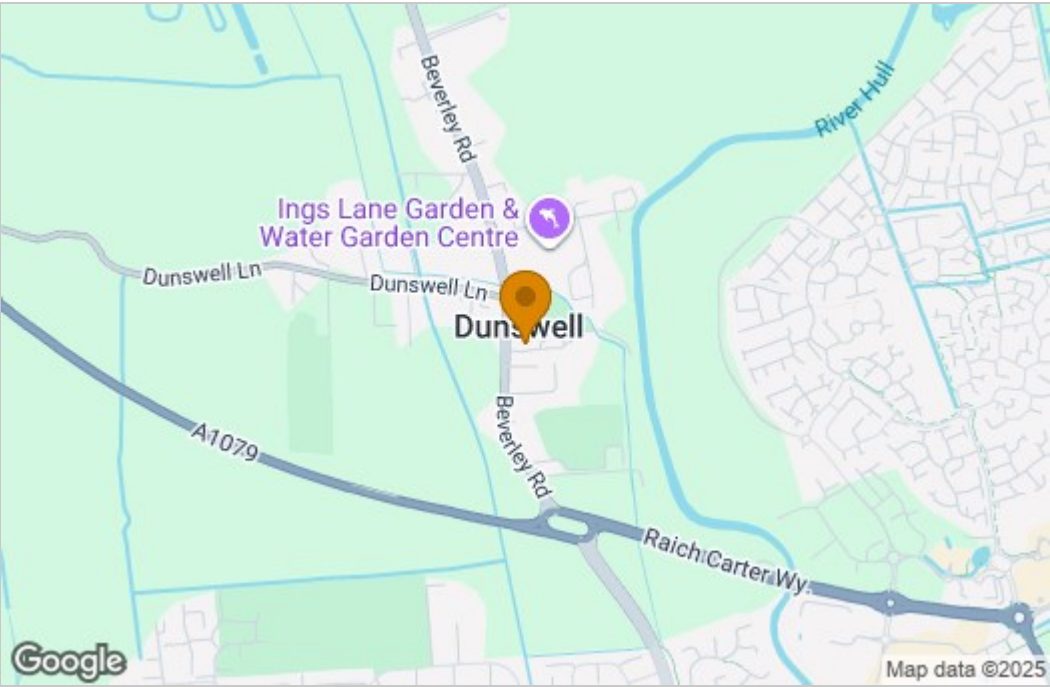 Beverley Rd
River Hull
Ings Lane Garden &
Water Garden Centre
Dunswell Ln
Dunswell Ln
Dunswell
Beverley Rd
A1079
Raich Carter Wy.
Google
Map data ©2025